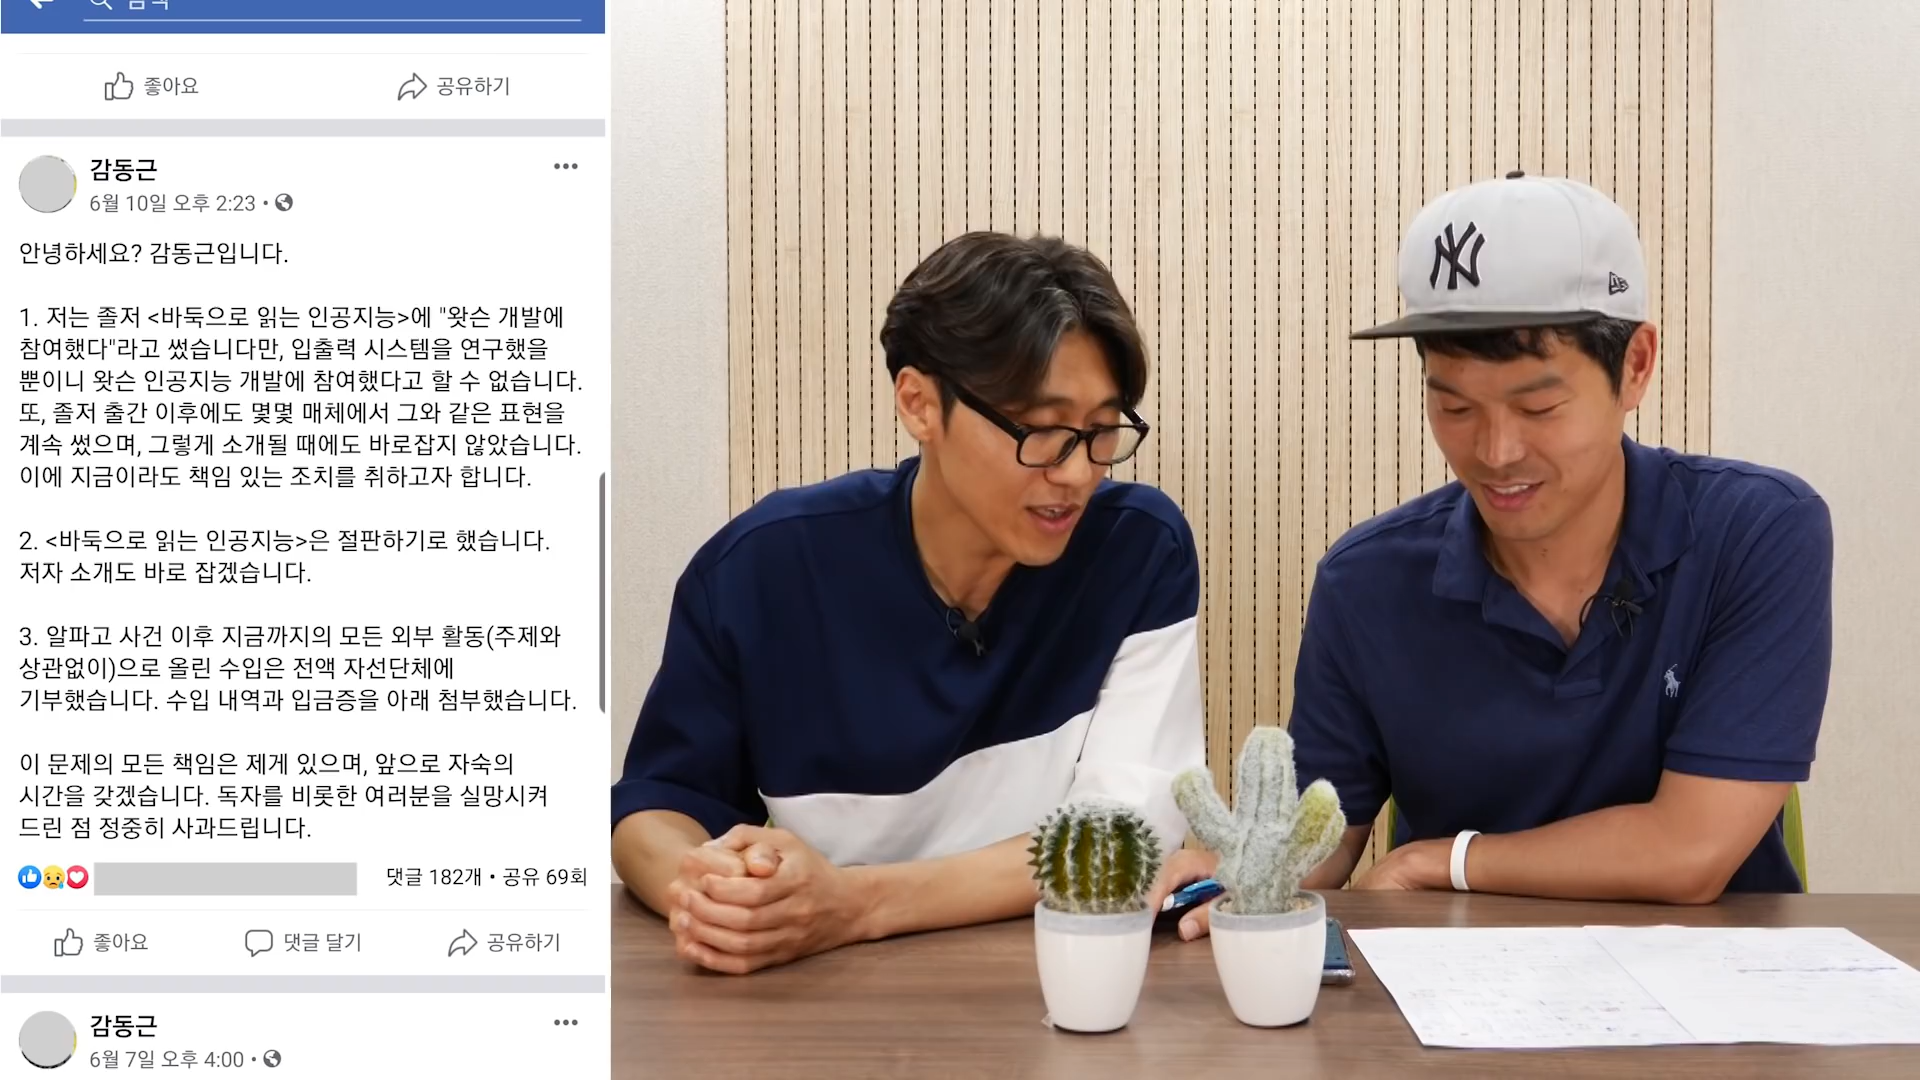 좋아요
공유하기
감동근
6월 10일 오후 2:23
안녕하세요? 감동근입니다.
1. 저는 졸저 <바둑으로 읽는 인공지능>에 "왓슨 개발에
참여했다"라고 썼습니다만, 입출력 시스템을 연구했을
뿐이니 왓슨 인공지능 개발에 참여했다고 할 수 없습니다.
또, 졸저 출간 이후에도 몇몇 매체에서 그와 같은 표현을
계속 썼으며, 그렇게 소개될 때에도 바로잡지 않았습니다.
이에 지금이라도 책임 있는 조치를 취하고자 합니다.
2. <바둑으로 읽는 인공지능>은 절판하기로 했습니다.
저자 소개도 바로 잡겠습니다.
3. 알파고 사건 이후 지금까지의 모든 외부 활동(주제와
상관없이)으로 올린 수입은 전액 자선단체에
기부했습니다. 수입 내역과 입금증을 아래 첨부했습니다.
이 문제의 모든 책임은 제게 있으며, 앞으로 자숙의
시간을 갖겠습니다. 독자를 비롯한 여러분을 실망시켜
드린 점 정중히 사과드립니다.
댓글 182개 • 공유 69회
좋아요
댓글 달기
공유하기
감동근
6월 7일 오후 4:00
NY